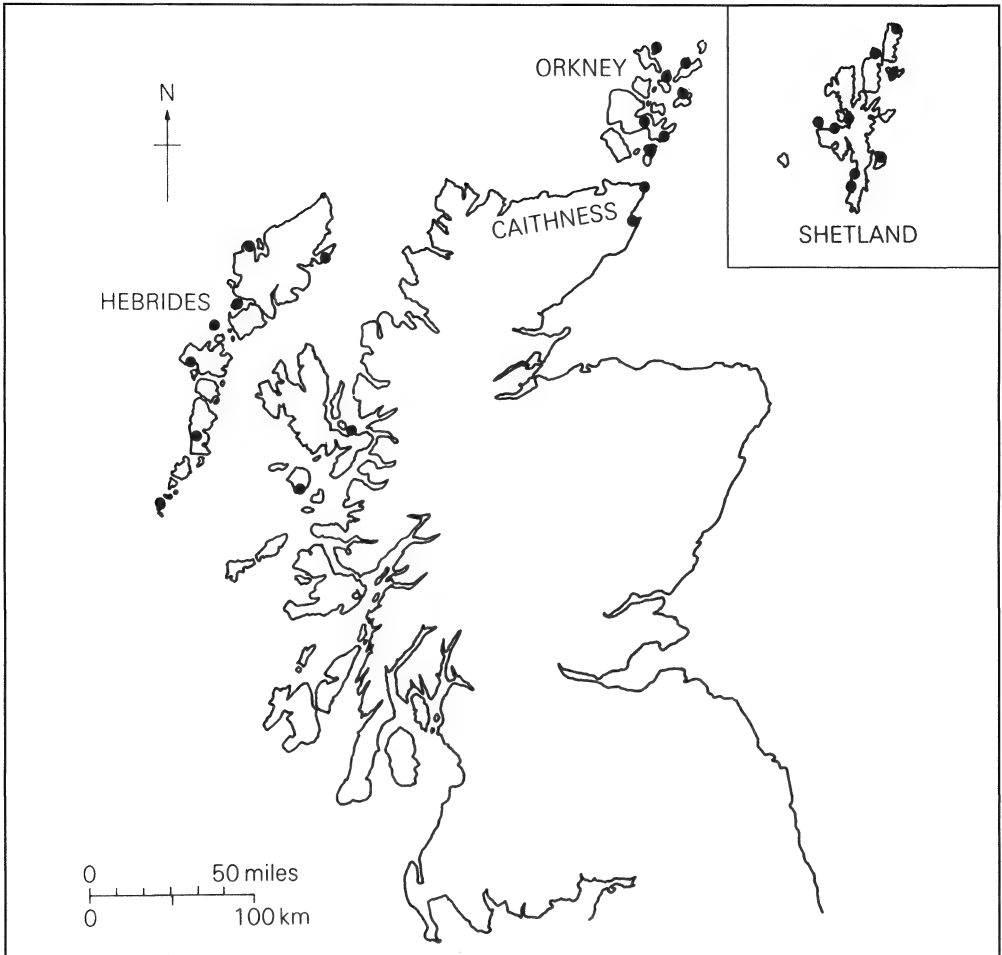 ORKNEY
N
CAITHNESS
SHETLAND
HEBRIDES
0 50 miles
0 100 km